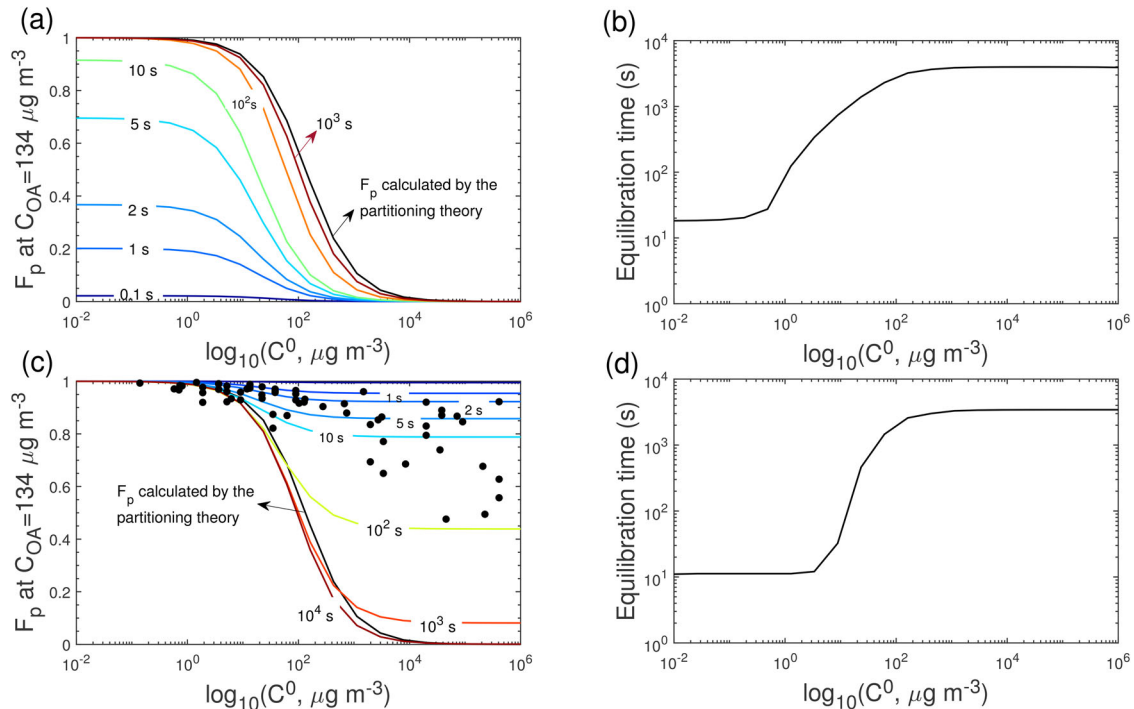 (a)
F_p at C_OA=134 μg m^-3
1
0.8
0.6
0.4
0.2
0
10 s
5 s
2 s
1 s
0.1 s
10^2 s
10^3 s
F_p calculated by the
partitioning theory
10^-2
10^0
10^2
10^4
10^6
log_10(C^0, μg m^-3)
(b)
Equilibration time (s)
10^4
10^3
10^2
10^1
10^0
10^-2
10^0
10^2
10^4
10^6
log_10(C^0, μg m^-3)
(c)
F_p at C_OA=134 μg m^-3
1
0.8
0.6
0.4
0.2
0
1 s
2 s
5 s
10 s
10^2 s
10^3 s
10^4 s
F_p calculated by the
partitioning theory
10^-2
10^0
10^2
10^4
10^6
log_10(C^0, μg m^-3)
(d)
Equilibration time (s)
10^4
10^3
10^2
10^1
10^0
10^-2
10^0
10^2
10^4
10^6
log_10(C^0, μg m^-3)